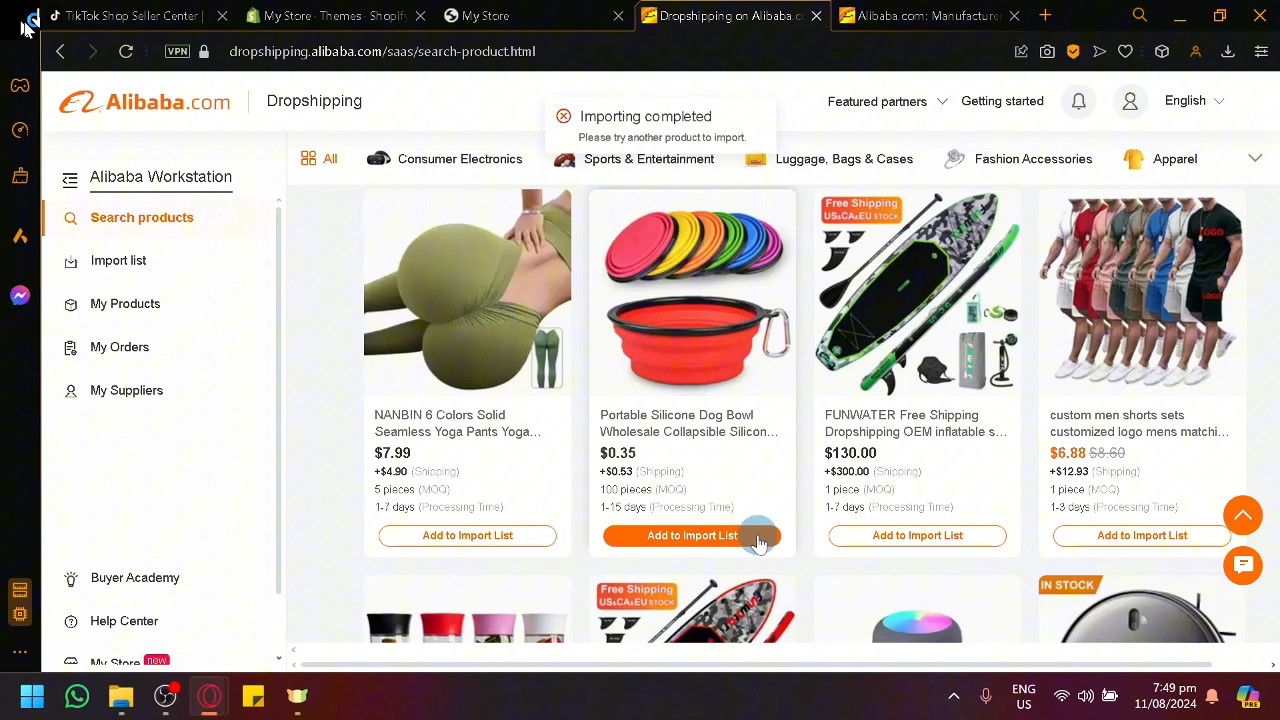 TikTok Shop Seller Center
My Store · Themes · Shopify
My Store
Dropshipping on Alibaba.c
Alibaba.com: Manufacturer
VPN
dropshipping.alibaba.com/saas/search-product.html
Alibaba.com
Dropshipping
Featured partners
Getting started
English
Importing completed
Please try another product to import.
All
Consumer Electronics
Sports & Entertainment
Luggage, Bags & Cases
Fashion Accessories
Apparel
Alibaba Workstation
Search products
Import list
My Products
My Orders
My Suppliers
Buyer Academy
Help Center
My Store new
Free Shipping
US&CA&EU STOCK
LOGO
LOGO
NANBIN 6 Colors Solid
Seamless Yoga Pants Yoga...
$7.99
+$4.90 (Shipping)
5 pieces (MOQ)
1-7 days (Processing Time)
Add to Import List
Portable Silicone Dog Bowl
Wholesale Collapsible Silicon...
$0.35
+$0.53 (Shipping)
100 pieces (MOQ)
1-15 days (Processing Time)
Add to Import List
FUNWATER Free Shipping
Dropshipping OEM inflatable s...
$130.00
+$300.00 (Shipping)
1 piece (MOQ)
1-7 days (Processing Time)
Add to Import List
custom men shorts sets
customized logo mens matchi...
$6.88 $8.60
+$12.93 (Shipping)
1 piece (MOQ)
1-3 days (Processing Time)
Add to Import List
Free Shipping
US&CA&EU STOCK
IN STOCK
ENG
US
7:49 pm
11/08/2024
PRE